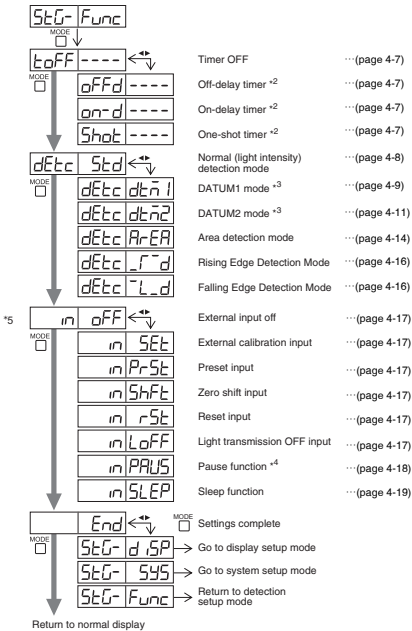 StG- Func
MODE
toFF ---- Timer OFF ···(page 4-7)
MODE
oFFd ---- Off-delay timer *2 ···(page 4-7)
on-d ---- On-delay timer *2 ···(page 4-7)
Shot ---- One-shot timer *2 ···(page 4-7)
dEtc Std Normal (light intensity) detection mode ···(page 4-8)
MODE
dEtc dtm1 DATUM1 mode *3 ···(page 4-9)
dEtc dtm2 DATUM2 mode *3 ···(page 4-11)
dEtc ArEA Area detection mode ···(page 4-14)
dEtc _⎾¯d Rising Edge Detection Mode ···(page 4-16)
dEtc ¯L_d Falling Edge Detection Mode ···(page 4-16)
*5 in oFF External input off ···(page 4-17)
MODE
in SEt External calibration input ···(page 4-17)
in PrSt Preset input ···(page 4-17)
in ShFt Zero shift input ···(page 4-17)
in rSt Reset input ···(page 4-17)
in LoFF Light transmission OFF input ···(page 4-17)
in PAUS Pause function *4 ···(page 4-18)
in SLEP Sleep function ···(page 4-19)
End MODE Settings complete
MODE
StG- diSP Go to display setup mode
StG- SYS Go to system setup mode
StG- Func Return to detection setup mode
Return to normal display